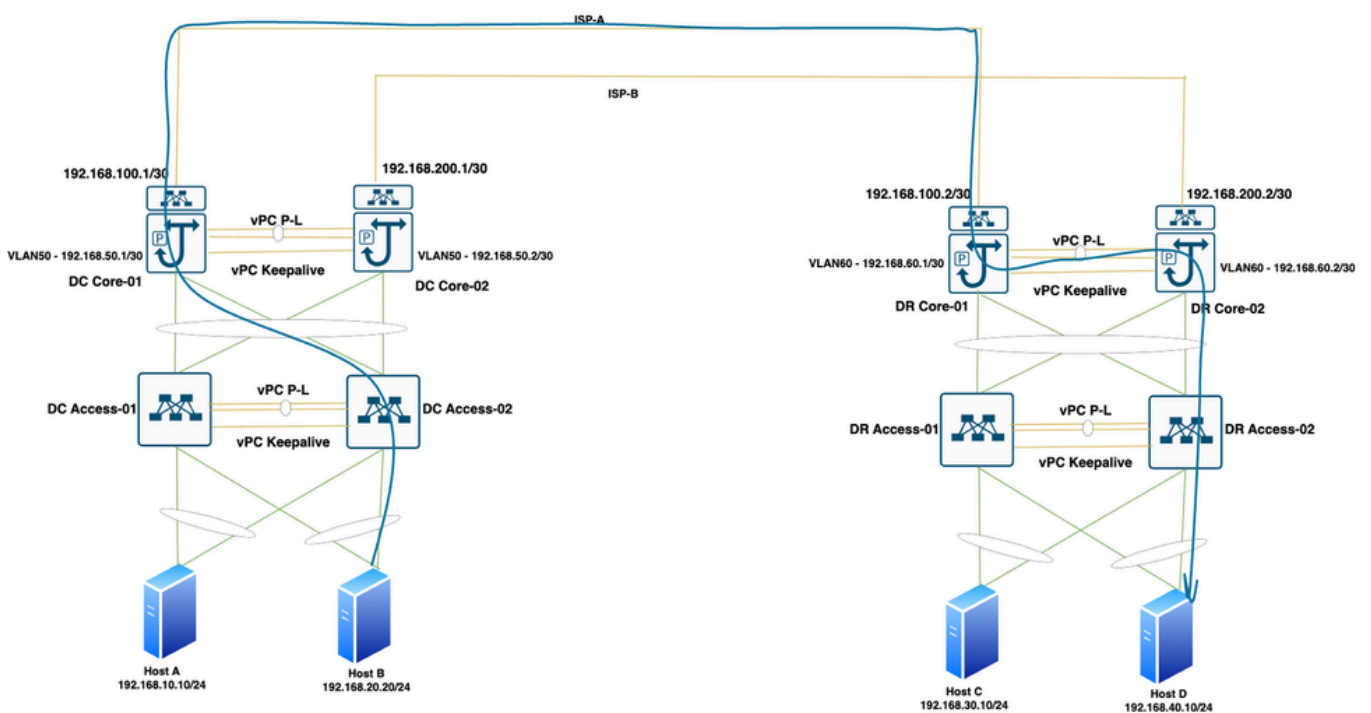 ISP-A
ISP-B
192.168.100.1/30
192.168.200.1/30
192.168.100.2/30
192.168.200.2/30
vPC P-L
P
P
VLAN50 - 192.168.50.1/30
VLAN50 - 192.168.50.2/30
vPC Keepalive
DC Core-01
DC Core-02
vPC P-L
P
P
VLAN60 - 192.168.60.1/30
VLAN60 - 192.168.60.2/30
vPC Keepalive
DR Core-01
DR Core-02
vPC P-L
DC Access-01
DC Access-02
vPC Keepalive
vPC P-L
DR Access-01
DR Access-02
vPC Keepalive
Host A
192.168.10.10/24
Host B
192.168.20.20/24
Host C
192.168.30.10/24
Host D
192.168.40.10/24